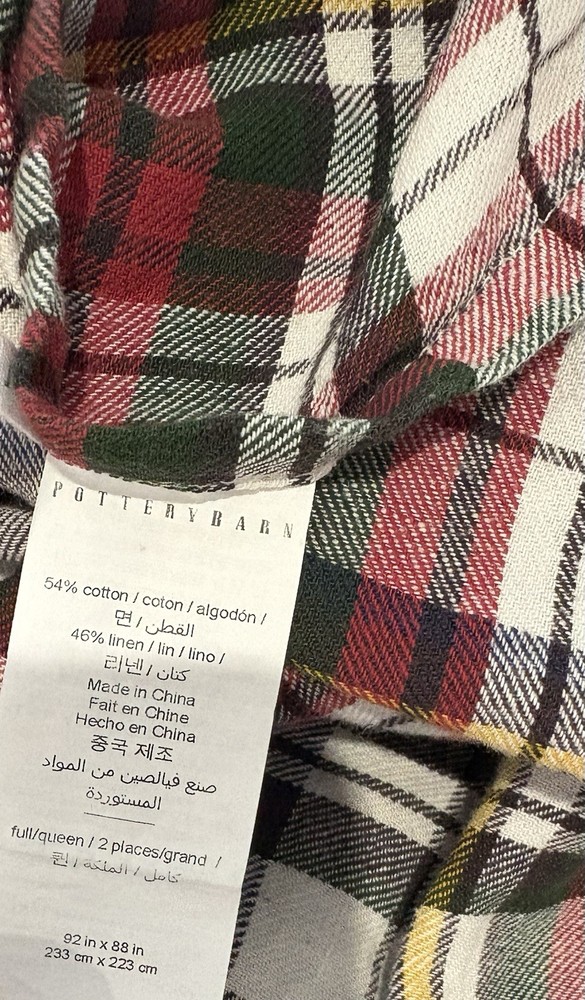 POTTERYBARN
54% cotton / coton / algodón /
면 / القطن
46% linen / lin / lino /
리넨 / كتان
Made in China
Fait en Chine
Hecho en China
중국 제조
صنع فيالصين من المواد
المستوردة
full/queen / 2 places/grand /
퀸 / كامل / الملكة
92 in x 88 in
233 cm x 223 cm